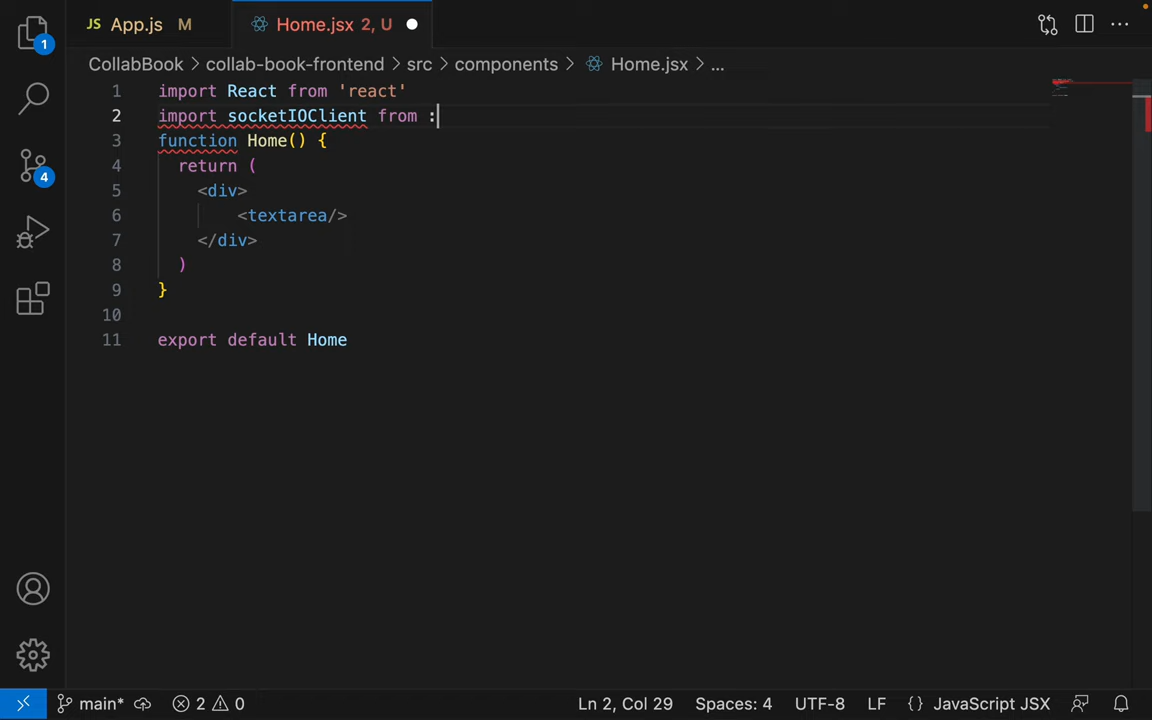 JS App.js M
Home.jsx 2, U
1
CollabBook > collab-book-frontend > src > components > Home.jsx > ...
1 import React from 'react'
2 import socketIOClient from :
3 function Home() {
4 return (
5 <div>
6 <textarea/>
7 </div>
8 )
9 }
10
11 export default Home
4
main* 2 0 Ln 2, Col 29 Spaces: 4 UTF-8 LF {} JavaScript JSX